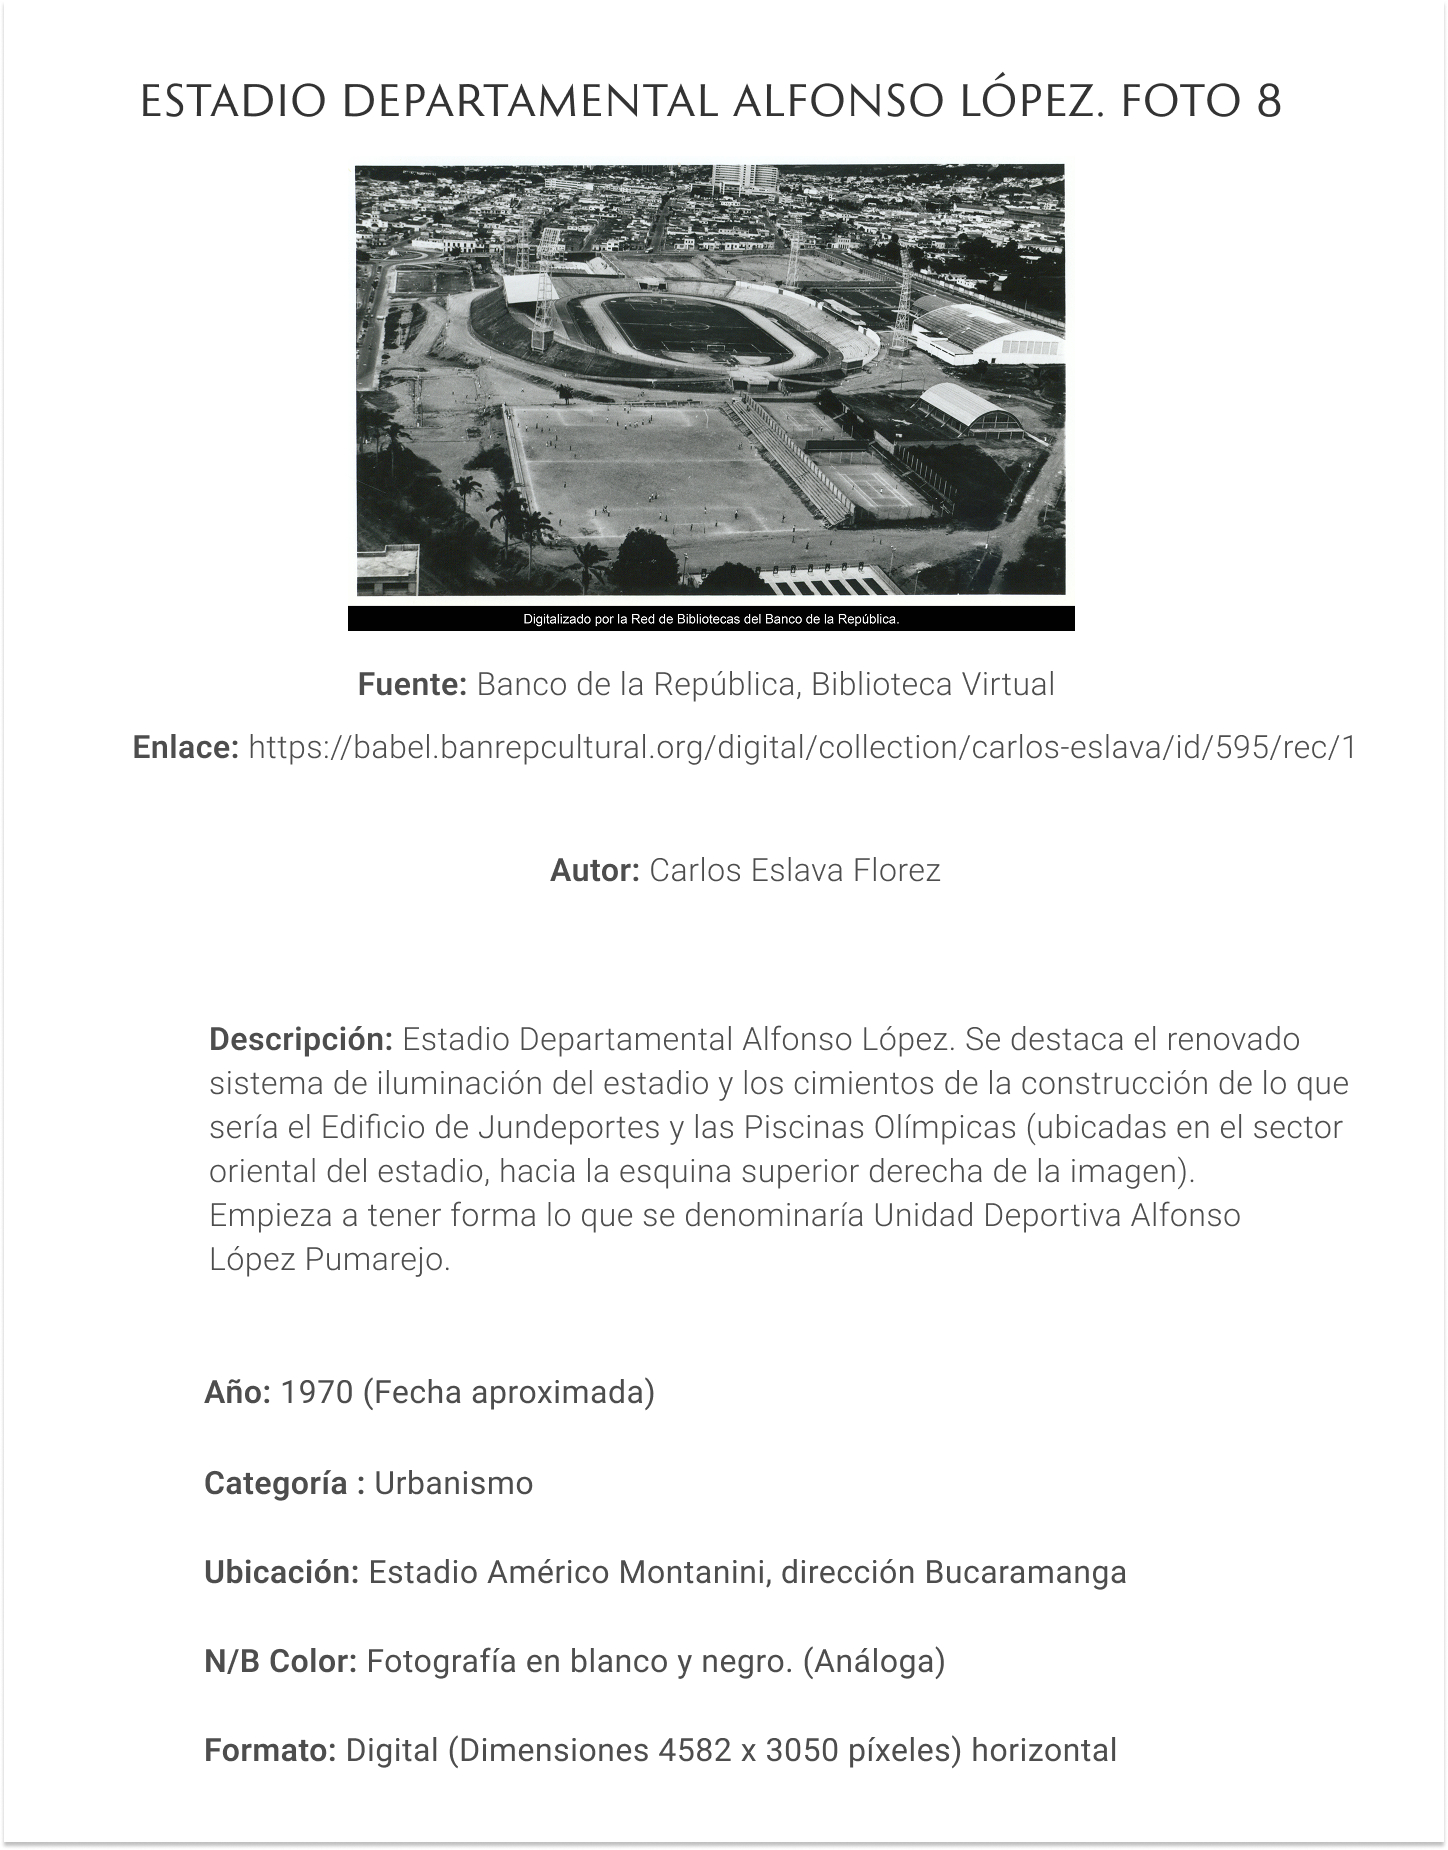 ESTADIO DEPARTAMENTAL ALFONSO LÓPEZ. FOTO 8
Digitalizado por la Red de Bibliotecas del Banco de la República.
Fuente: Banco de la República, Biblioteca Virtual
Enlace: https://babel.banrepcultural.org/digital/collection/carlos-eslava/id/595/rec/1
Autor: Carlos Eslava Florez
Descripción: Estadio Departamental Alfonso López. Se destaca el renovado
sistema de iluminación del estadio y los cimientos de la construcción de lo que
sería el Edificio de Jundeportes y las Piscinas Olímpicas (ubicadas en el sector
oriental del estadio, hacia la esquina superior derecha de la imagen).
Empieza a tener forma lo que se denominaría Unidad Deportiva Alfonso
López Pumarejo.
Año: 1970 (Fecha aproximada)
Categoría : Urbanismo
Ubicación: Estadio Américo Montanini, dirección Bucaramanga
N/B Color: Fotografía en blanco y negro. (Análoga)
Formato: Digital (Dimensiones 4582 x 3050 píxeles) horizontal